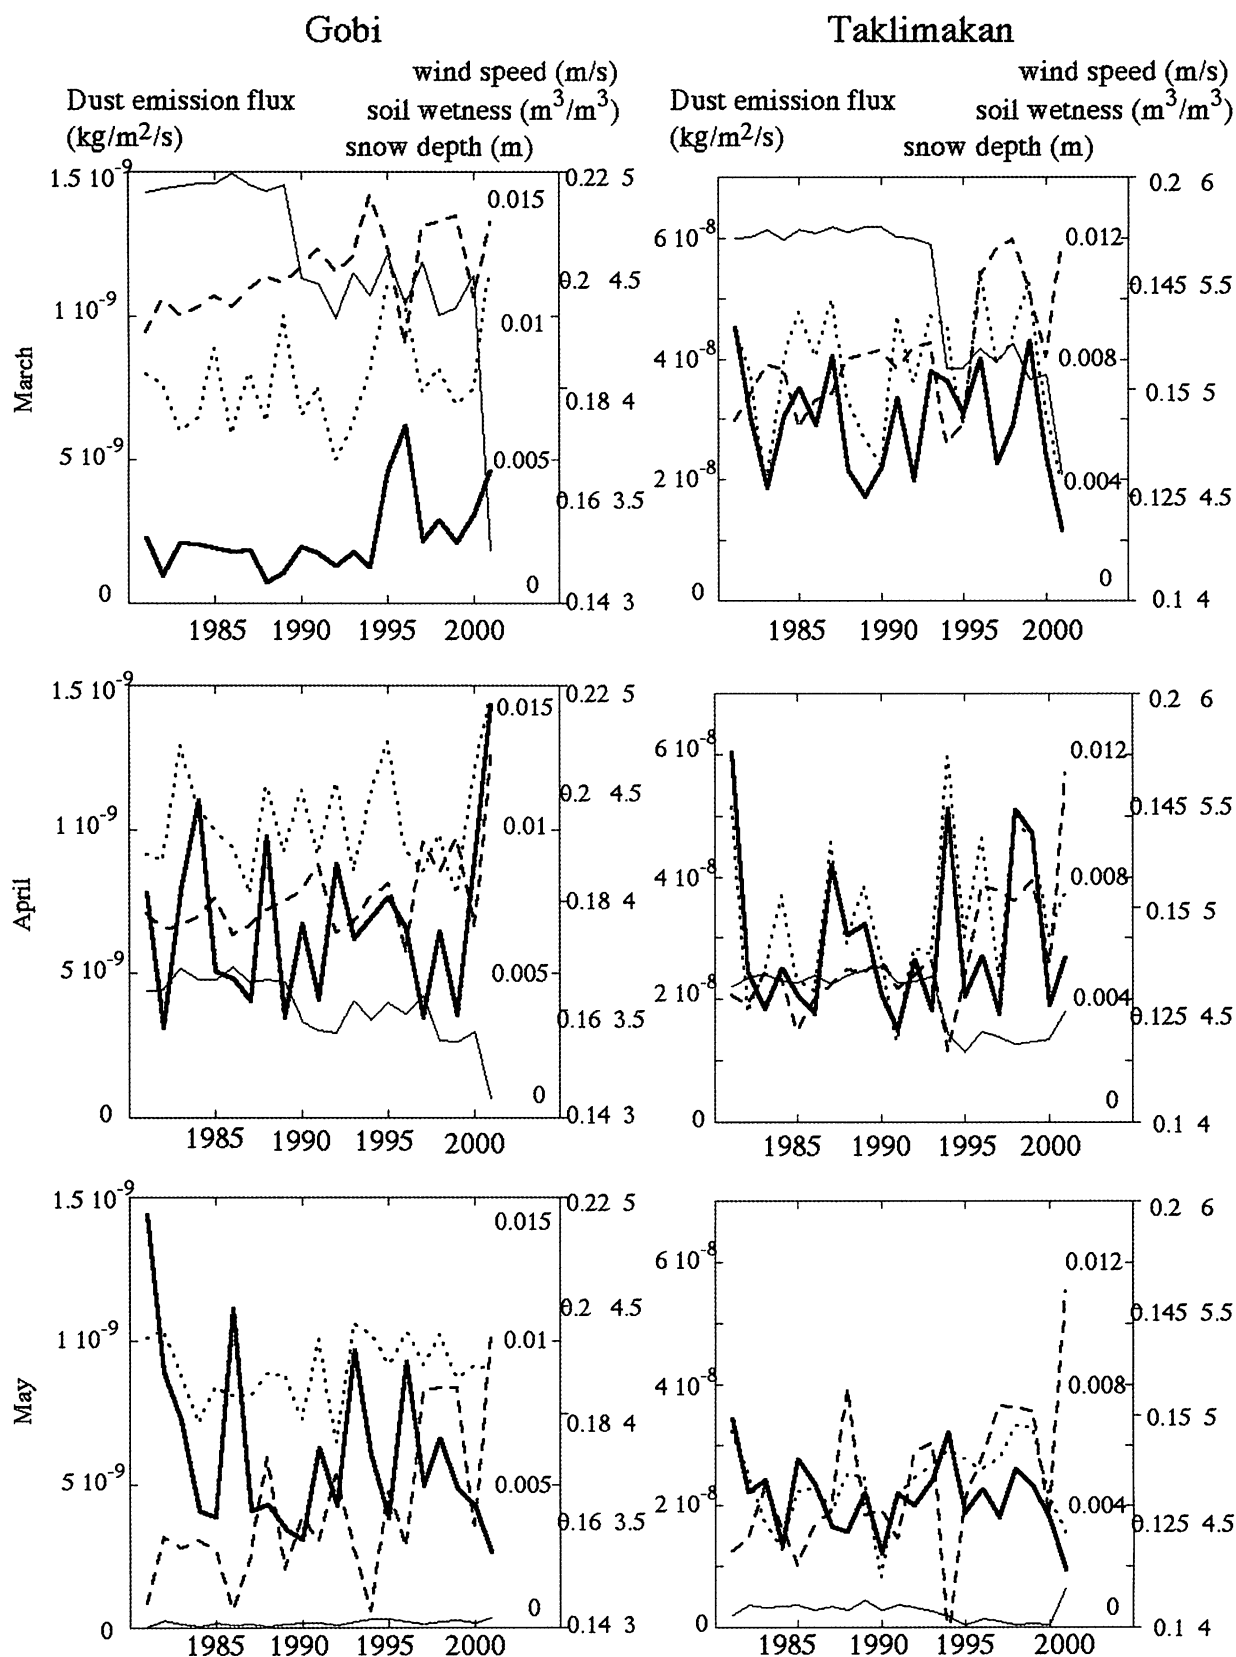 Gobi
Taklimakan
wind speed (m/s)
Dust emission flux soil wetness (m³/m³)
(kg/m²/s) snow depth (m)
wind speed (m/s)
Dust emission flux soil wetness (m³/m³)
(kg/m²/s) snow depth (m)
March
1.5 10⁻⁹ 0.015 0.22 5
0.2 4.5
1 10⁻⁹ 0.01
0.18 4
5 10⁻⁹ 0.005
0.16 3.5
0 0
0.14 3
1985 1990 1995 2000
0.2 6
6 10⁻⁸ 0.012
0.145 5.5
4 10⁻⁸ 0.008
0.15 5
2 10⁻⁸ 0.004
0.125 4.5
0 0
0.1 4
1985 1990 1995 2000
April
1.5 10⁻⁹ 0.015 0.22 5
0.2 4.5
1 10⁻⁹ 0.01
0.18 4
5 10⁻⁹ 0.005
0.16 3.5
0 0
0.14 3
1985 1990 1995 2000
0.2 6
6 10⁻⁸ 0.012
0.145 5.5
4 10⁻⁸ 0.008
0.15 5
2 10⁻⁸ 0.004
0.125 4.5
0 0
0.1 4
1985 1990 1995 2000
May
1.5 10⁻⁹ 0.015 0.22 5
0.2 4.5
1 10⁻⁹ 0.01
0.18 4
5 10⁻⁹ 0.005
0.16 3.5
0 0
0.14 3
1985 1990 1995 2000
0.2 6
6 10⁻⁸ 0.012
0.145 5.5
4 10⁻⁸ 0.008
0.15 5
2 10⁻⁸ 0.004
0.125 4.5
0 0
0.1 4
1985 1990 1995 2000